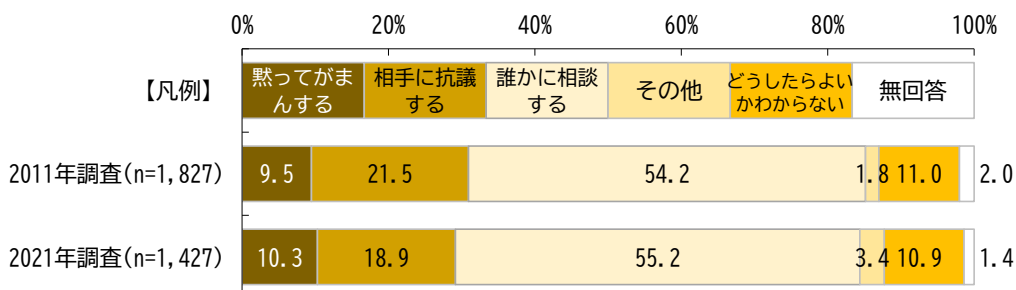 0% 20% 40% 60% 80% 100%
【凡例】
黙ってがま
んする
相手に抗議
する
誰かに相談
する
その他
どうしたらよい
かわからない
無回答
2011年調査(n=1,827) 9.5 21.5 54.2 1.8 11.0 2.0
2021年調査(n=1,427) 10.3 18.9 55.2 3.4 10.9 1.4